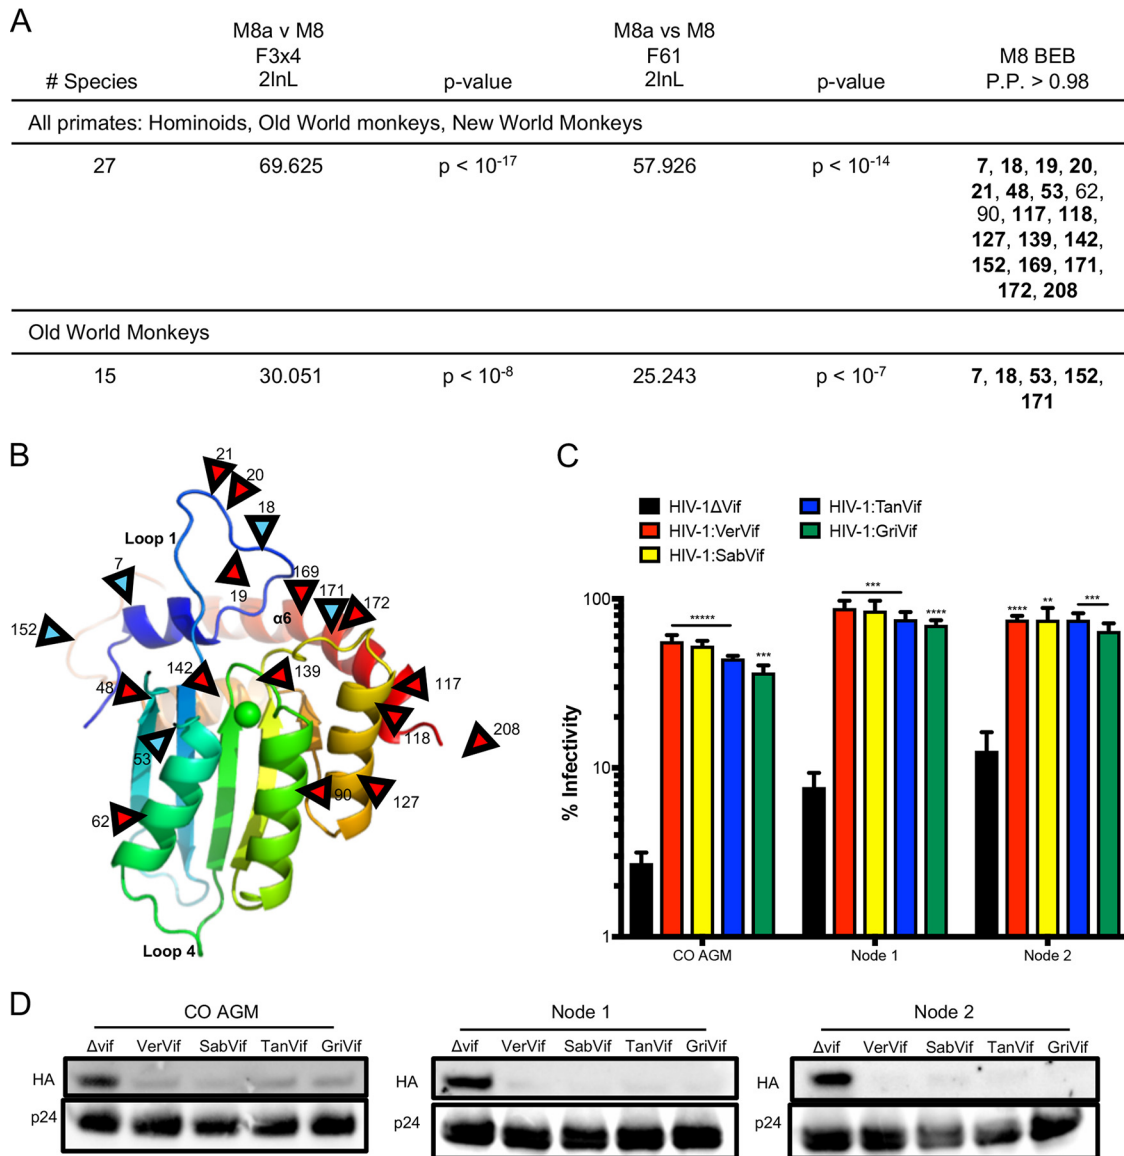 A
M8a v M8
F3x4
2lnL
M8a vs M8
F61
2lnL
# Species
p-value
p-value
M8 BEB
P.P. > 0.98
All primates: Hominoids, Old World monkeys, New World Monkeys
27 69.625 p < 10-17 57.926 p < 10-14 7, 18, 19, 20,
21, 48, 53, 62,
90, 117, 118,
127, 139, 142,
152, 169, 171,
172, 208
Old World Monkeys
15 30.051 p < 10-8 25.243 p < 10-7 7, 18, 53, 152,
171
B
21
20
18
Loop 1
7
19
169
171
172
α6
152
142
139
48
117
118
208
53
90
127
62
Loop 4
C
HIV-1ΔVif
HIV-1:VerVif
HIV-1:SabVif
HIV-1:TanVif
HIV-1:GriVif
% Infectivity
100
10
1
*****
***
***
****
****
**
***
CO AGM
Node 1
Node 2
D
CO AGM
Δvif VerVif SabVif TanVif GriVif
HA
p24
Node 1
Δvif VerVif SabVif TanVif GriVif
HA
p24
Node 2
Δvif VerVif SabVif TanVif GriVif
HA
p24